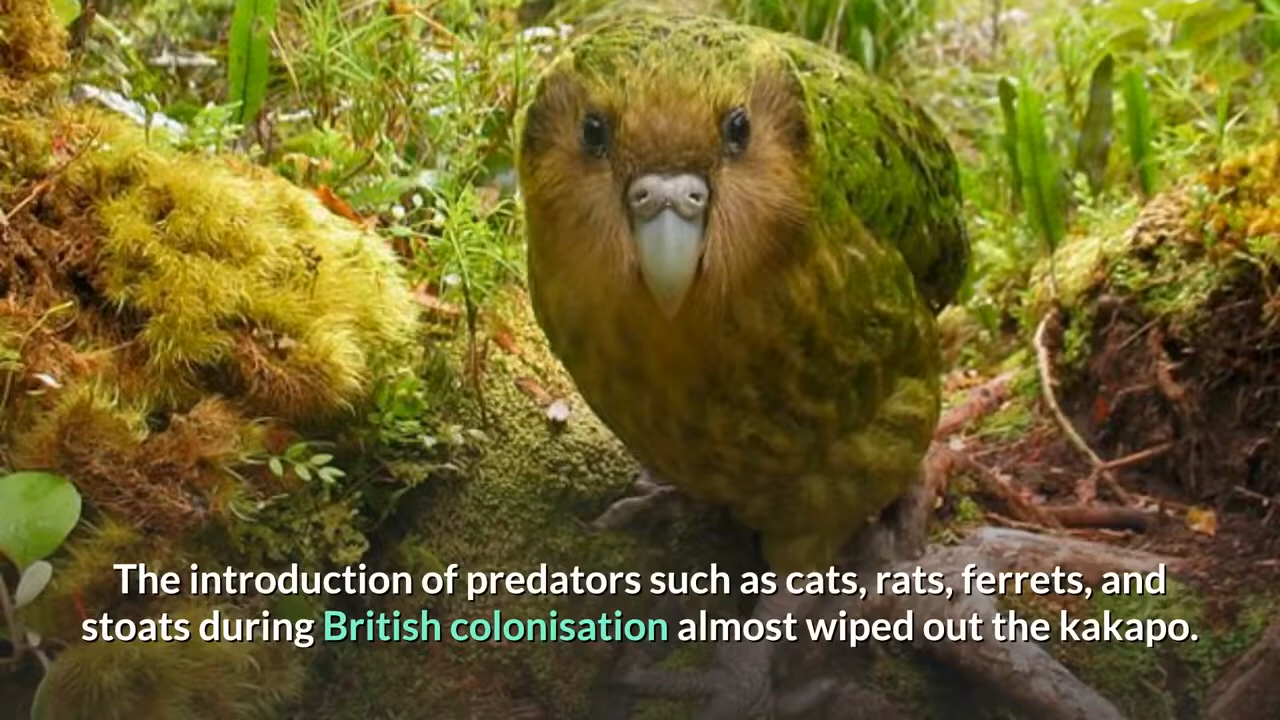 The introduction of predators such as cats, rats, ferrets, and
stoats during British colonisation almost wiped out the kakapo.